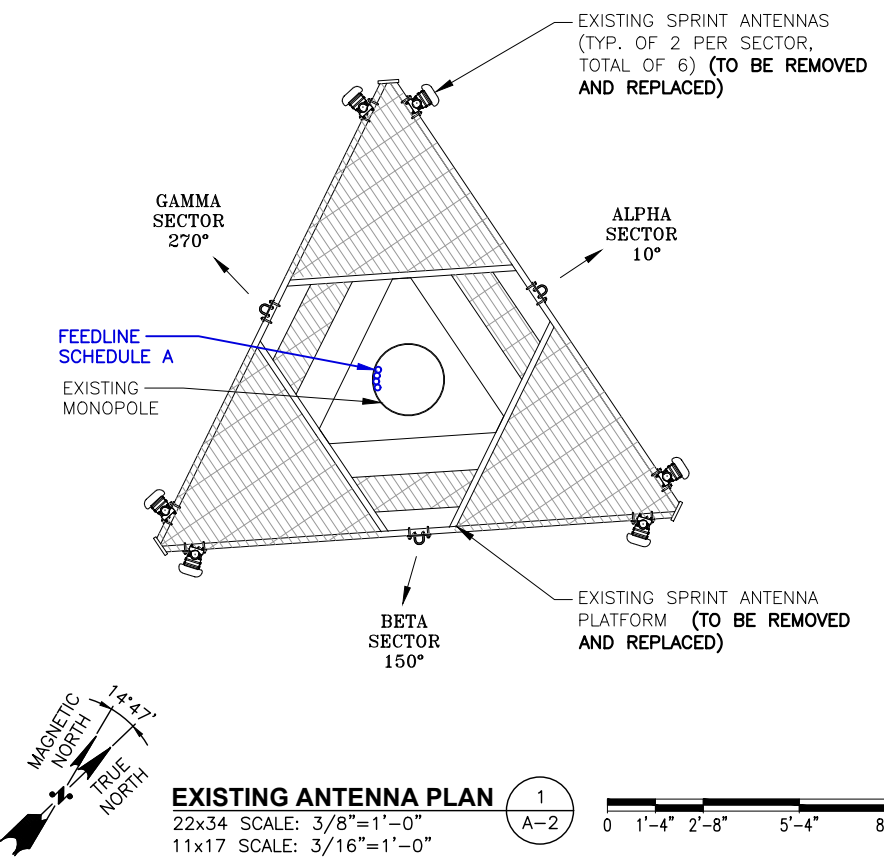 EXISTING SPRINT ANTENNAS
(TYP. OF 2 PER SECTOR,
TOTAL OF 6) (TO BE REMOVED
AND REPLACED)
GAMMA
SECTOR
270°
ALPHA
SECTOR
10°
FEEDLINE
SCHEDULE A
EXISTING
MONOPOLE
EXISTING SPRINT ANTENNA
PLATFORM (TO BE REMOVED
AND REPLACED)
BETA
SECTOR
150°
14°47'
MAGNETIC
NORTH
TRUE
NORTH
N
EXISTING ANTENNA PLAN
22x34 SCALE: 3/8"=1'-0"
11x17 SCALE: 3/16"=1'-0"
1
A-2
0 1'-4" 2'-8" 5'-4" 8